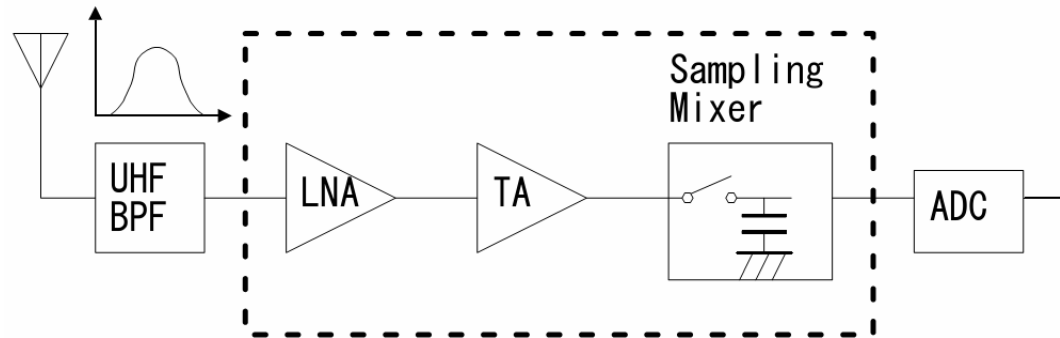 Sampling
Mixer
UHF
BPF
LNA
TA
ADC